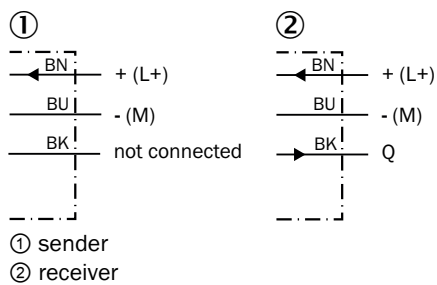 ① ②
BN + (L+) BN + (L+)
BU - (M) BU - (M)
BK not connected BK Q
① sender
② receiver